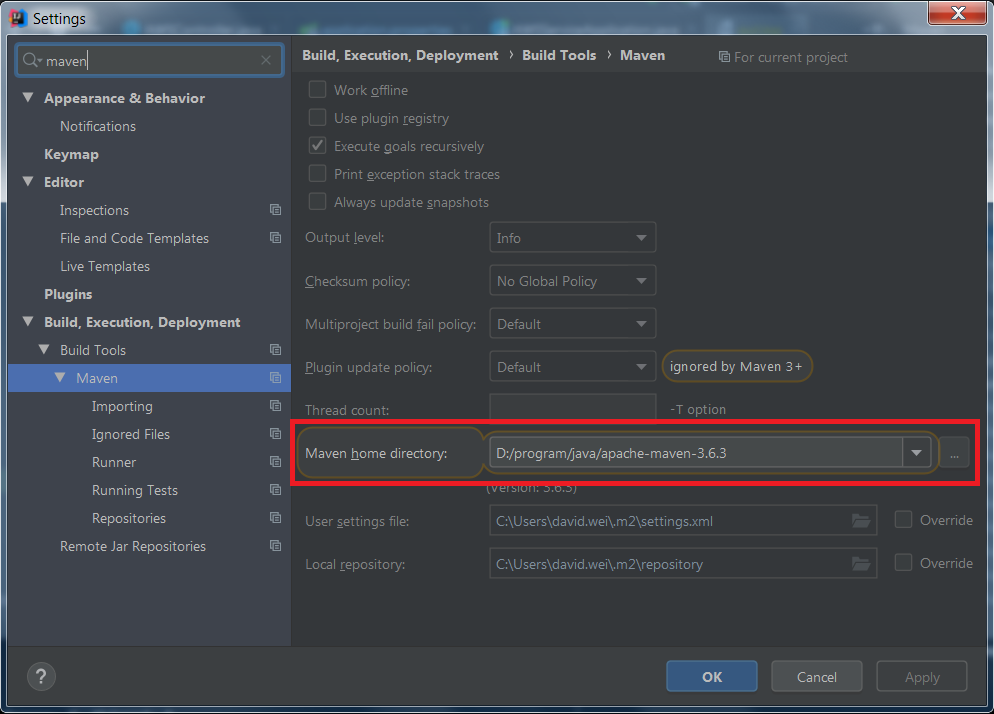 Settings
maven
Appearance & Behavior
Notifications
Keymap
Editor
Inspections
File and Code Templates
Live Templates
Plugins
Build, Execution, Deployment
Build Tools
Maven
Importing
Ignored Files
Runner
Running Tests
Repositories
Remote Jar Repositories
Build, Execution, Deployment › Build Tools › Maven For current project
Work offline
Use plugin registry
Execute goals recursively
Print exception stack traces
Always update snapshots
Output level: Info
Checksum policy: No Global Policy
Multiproject build fail policy: Default
Plugin update policy: Default ignored by Maven 3+
Thread count: -T option
Maven home directory: D:/program/java/apache-maven-3.6.3 ...
(Version: 3.6.3)
User settings file: C:\Users\david.wei\.m2\settings.xml Override
Local repository: C:\Users\david.wei\.m2\repository Override
? OK Cancel Apply